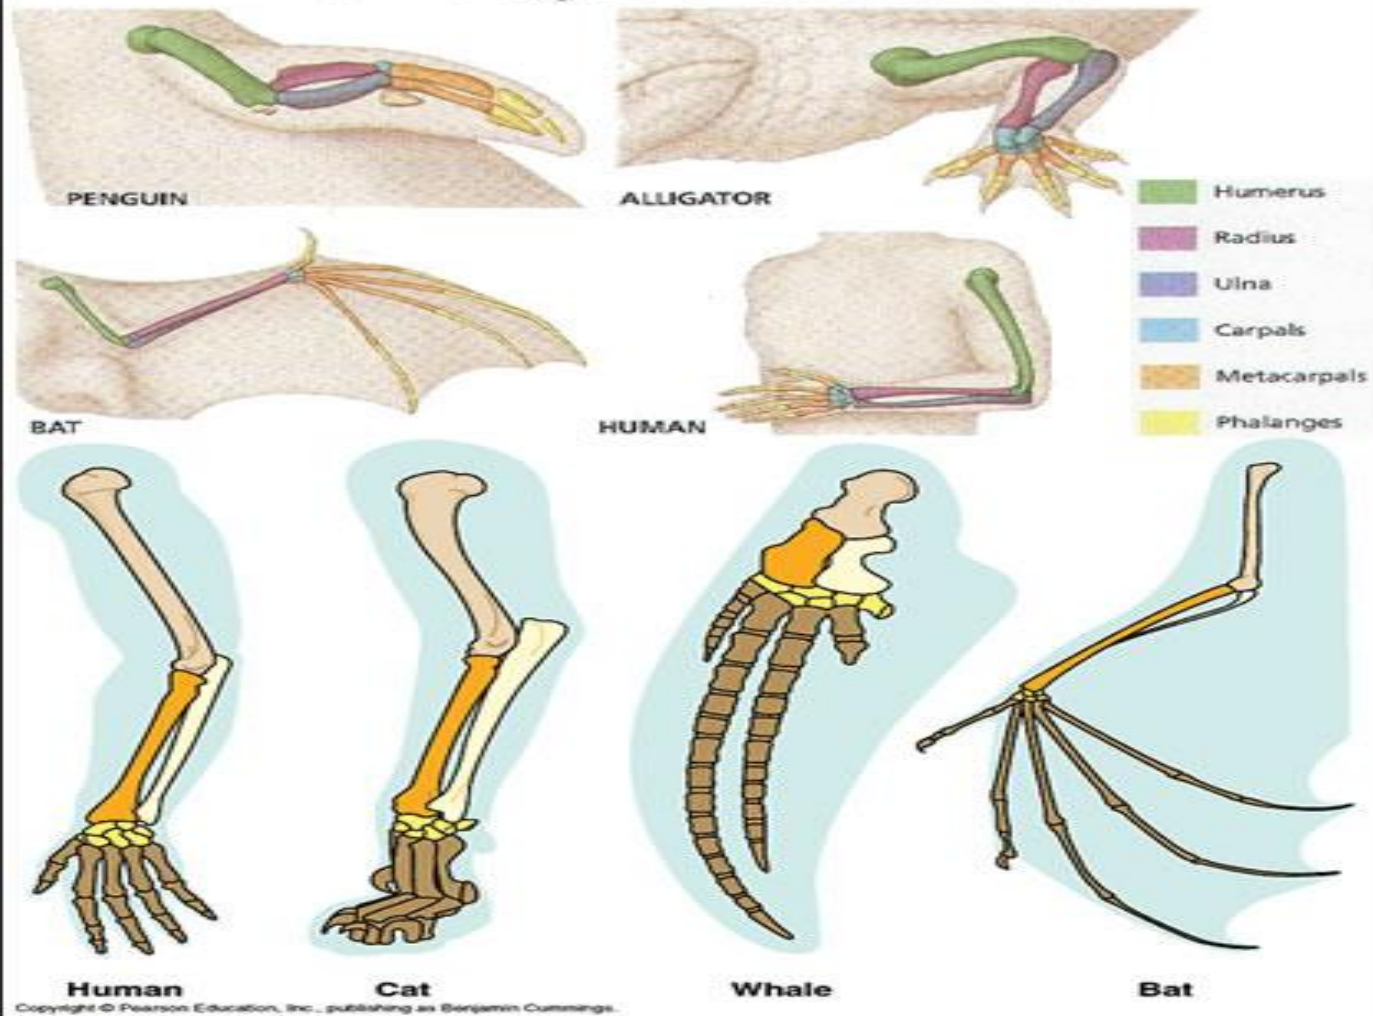 PENGUIN
ALLIGATOR
Humerus
Radius
Ulna
Carpals
Metacarpals
Phalanges
BAT
HUMAN
Human
Cat
Whale
Bat
Copyright © Pearson Education, Inc., publishing as Benjamin Cummings.